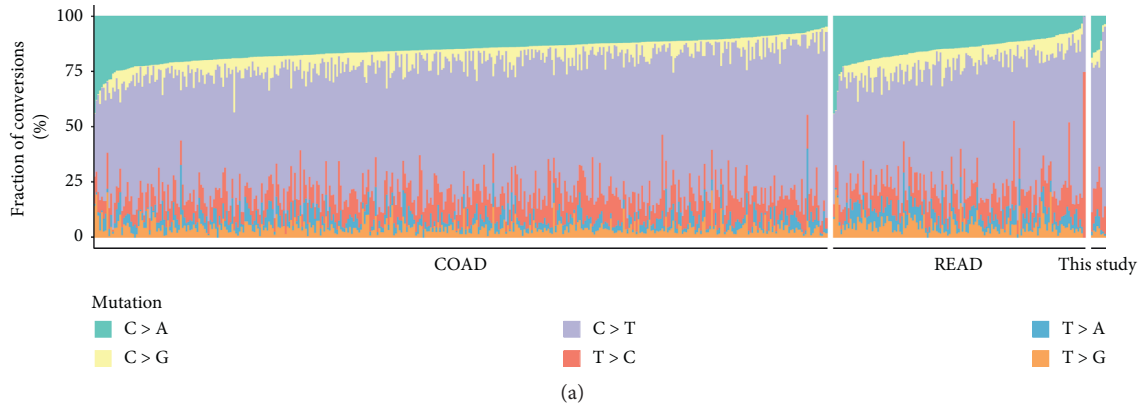 100
75
50
25
0
Fraction of conversions
(%)
COAD
READ
This study
Mutation
C > A
C > T
T > A
C > G
T > C
T > G
(a)